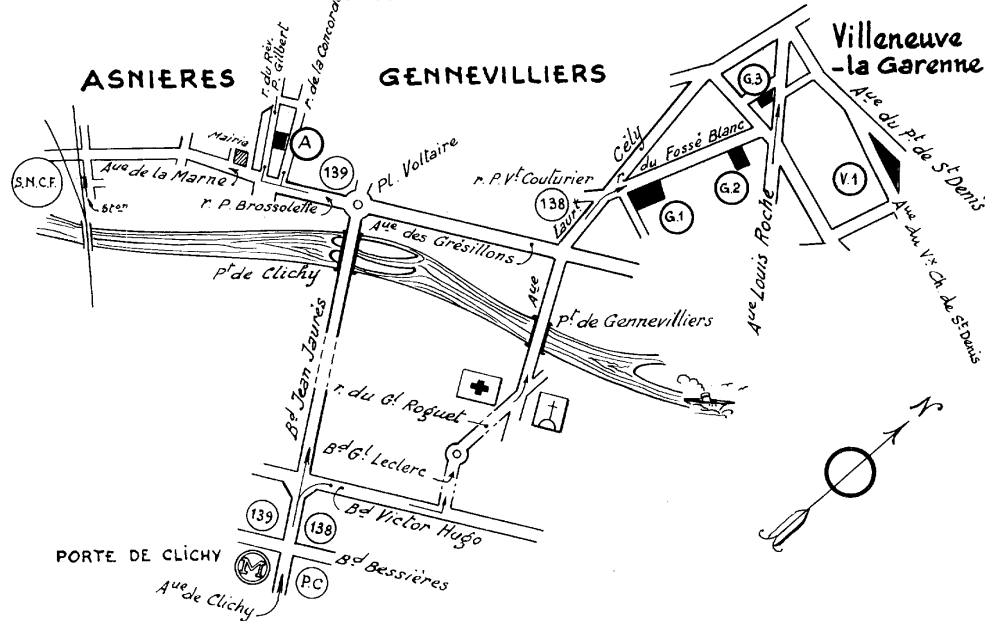 ASNIERES
GENNEVILLIERS
Villeneuve
-la Garenne
r. du Rév.
P. Gilbert
r. de la Concorde
Mairie
A
139
Pl. Voltaire
S.N.C.F.
Aue de la Marne
Bton
r. P. Brossolette
Aue des Grésillons
r. P. Vt Couturier
138
Laurt
Cély
r. du Fossé Blanc
G.1
G.2
G.3
V.1
Aue du Pt de St Denis
Aue du Vx Ch. de St Denis
Aue Louis Roche
Pt de Clichy
Aue
Pt de Gennevilliers
Bd Jean Jaurès
r. du Gl Roguet
Bd Gl Leclerc
Bd Victor Hugo
139
138
PORTE DE CLICHY
M
P.C
Bd Bessières
Aue de Clichy
N